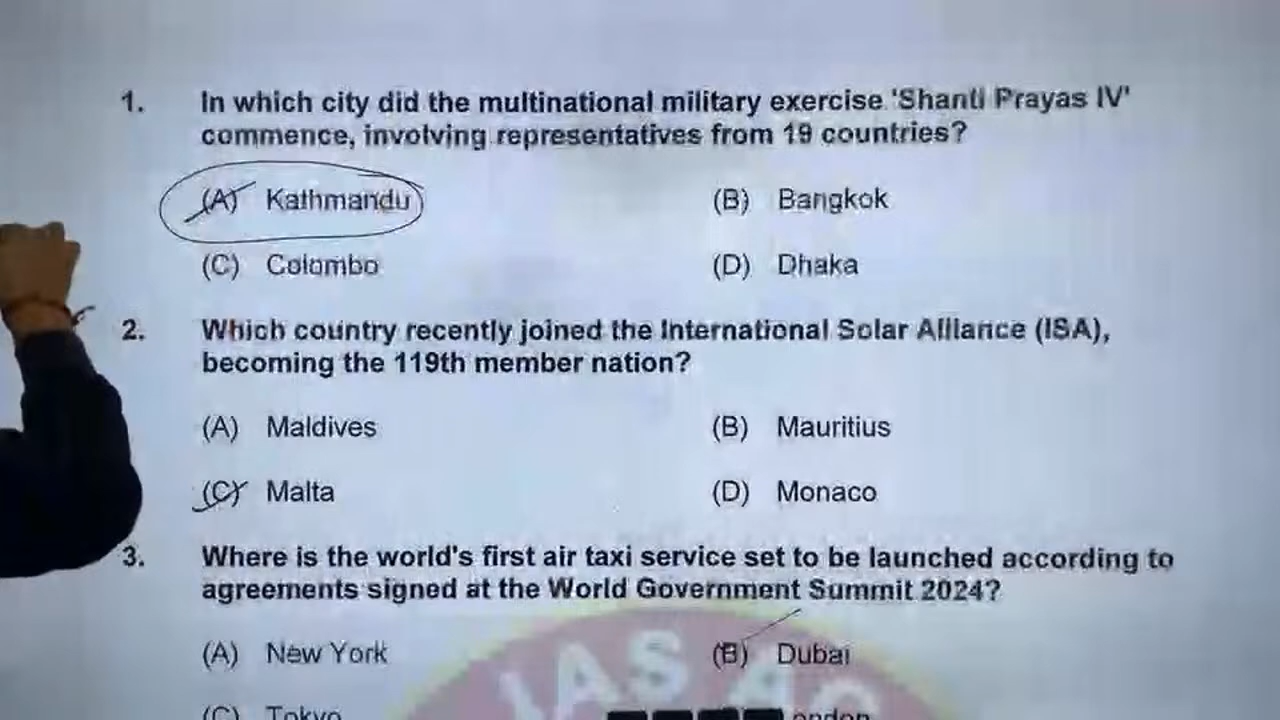 1. In which city did the multinational military exercise 'Shanti Prayas IV'
commence, involving representatives from 19 countries?
(A) Kathmandu (B) Bangkok
(C) Colombo (D) Dhaka
2. Which country recently joined the International Solar Alliance (ISA),
becoming the 119th member nation?
(A) Maldives (B) Mauritius
(C) Malta (D) Monaco
3. Where is the world's first air taxi service set to be launched according to
agreements signed at the World Government Summit 2024?
(A) New York (B) Dubai
IAS
(C) Tokyo